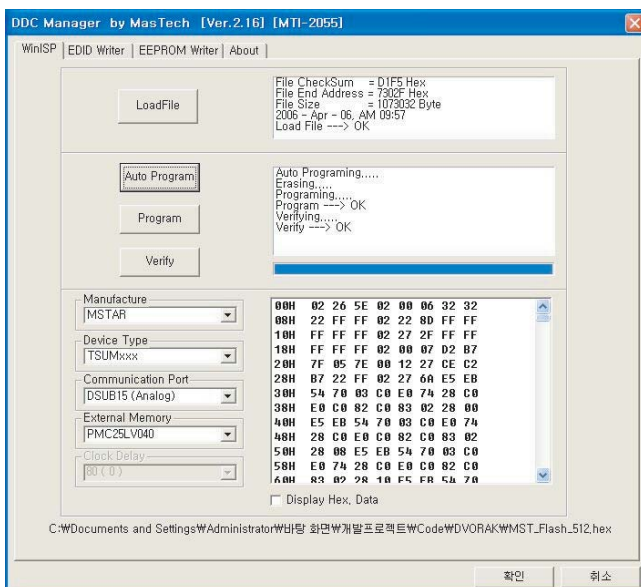 DDC Manager by MasTech [Ver.2.16] [MTI-2055]
WinISP EDID Writer EEPROM Writer About
LoadFile
File CheckSum = D1F5 Hex
File End Address = 7302F Hex
File Size = 1073032 Byte
2006 - Apr - 06, AM 09:57
Load File ---> OK
Auto Program
Program
Verify
Auto Programing,,,,,
Erasing,,,,,
Programing,,,,,
Program ---> OK
Verifying,,,,,
Verify ---> OK
Manufacture
MSTAR
Device Type
TSUMxxx
Communication Port
DSUB15 (Analog)
External Memory
PMC25LV040
Clock Delay
80 ( 0 )
00H 02 26 5E 02 00 06 32 32
08H 22 FF FF 02 22 8D FF FF
10H FF FF FF 02 27 2F FF FF
18H FF FF FF 02 00 07 D2 B7
20H 7F 05 7E 00 12 27 CE C2
28H B7 22 FF 02 27 6A E5 EB
30H 54 70 03 C0 E0 74 28 C0
38H E0 C0 82 C0 83 02 28 00
40H E5 EB 54 70 03 C0 E0 74
48H 28 C0 E0 C0 82 C0 83 02
50H 28 08 E5 EB 54 70 03 C0
58H E0 74 28 C0 E0 C0 82 C0
60H 83 02 28 10 E5 EB 54 70
Display Hex, Data
C:₩Documents and Settings₩Administrator₩바탕 화면₩개발프로젝트₩Code₩DVORAK₩MST_Flash_512,hex
확인 취소